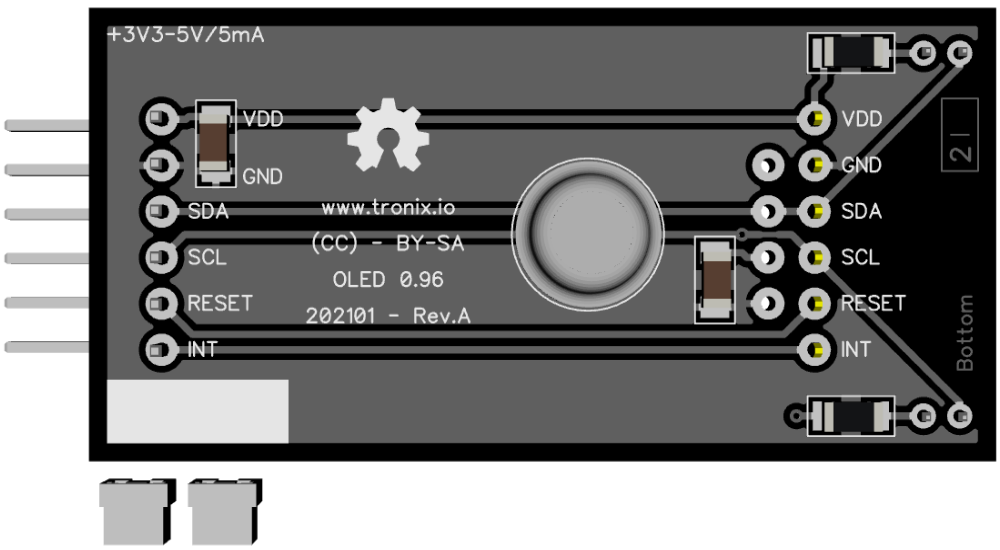 +3V3-5V/5mA
VDD
GND
SDA
SCL
RESET
INT
www.tronix.io
(CC) - BY-SA
OLED 0.96
202101 - Rev.A
VDD
GND
SDA
SCL
RESET
INT
2|
Bottom